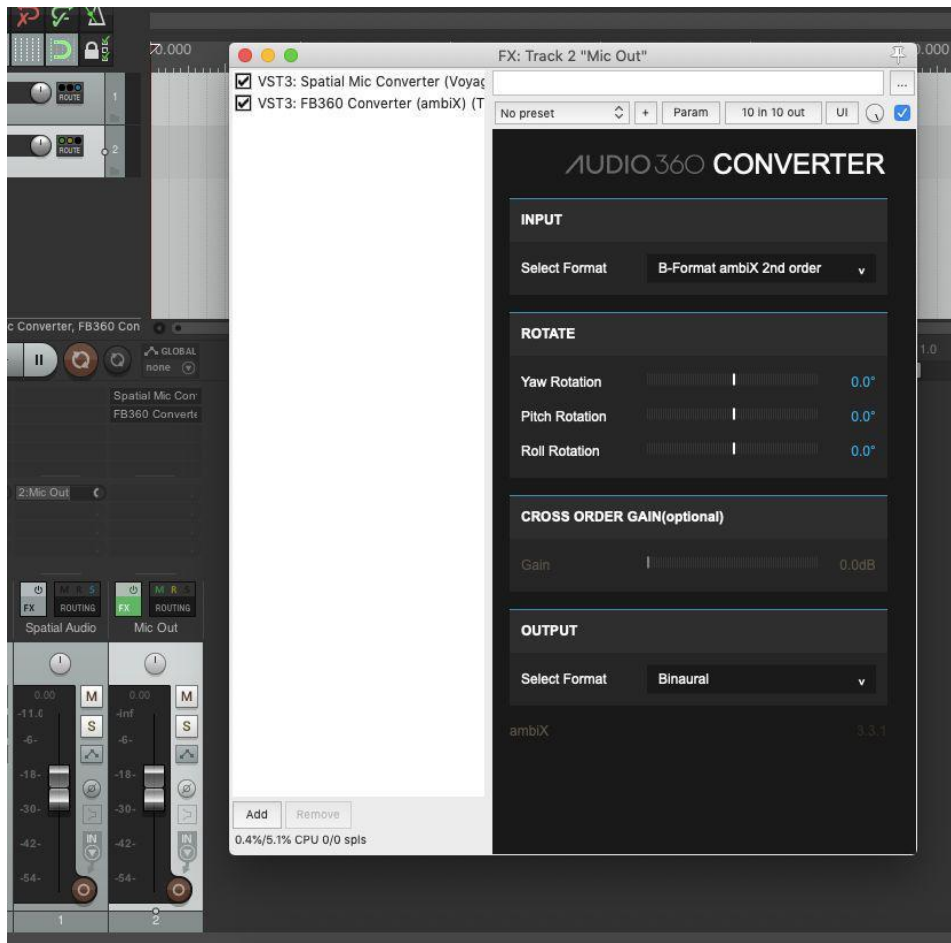 0.000
.000
FX: Track 2 "Mic Out"
VST3: Spatial Mic Converter (Voyag
VST3: FB360 Converter (ambiX) (T
...
No preset
+
Param
10 in 10 out
UI
ROUTE
1
ROUTE
2
AUDIO360 CONVERTER
INPUT
Select Format
B-Format ambiX 2nd order
v
ROTATE
Yaw Rotation
0.0°
Pitch Rotation
0.0°
Roll Rotation
0.0°
CROSS ORDER GAIN(optional)
Gain
0.0dB
OUTPUT
Select Format
Binaural
v
ambiX
3.3.1
Add
Remove
0.4%/5.1% CPU 0/0 spls
c Converter, FB360 Con
GLOBAL
none
1.0
Spatial Mic Con
FB360 Converte
2:Mic Out
M R S
M R S
FX
ROUTING
FX
ROUTING
Spatial Audio
Mic Out
0.00
M
0.00
M
-11.0
-inf
S
S
-6-
-6-
-18-
-18-
-30-
-30-
-42-
IN
-42-
IN
-54-
-54-
1
2